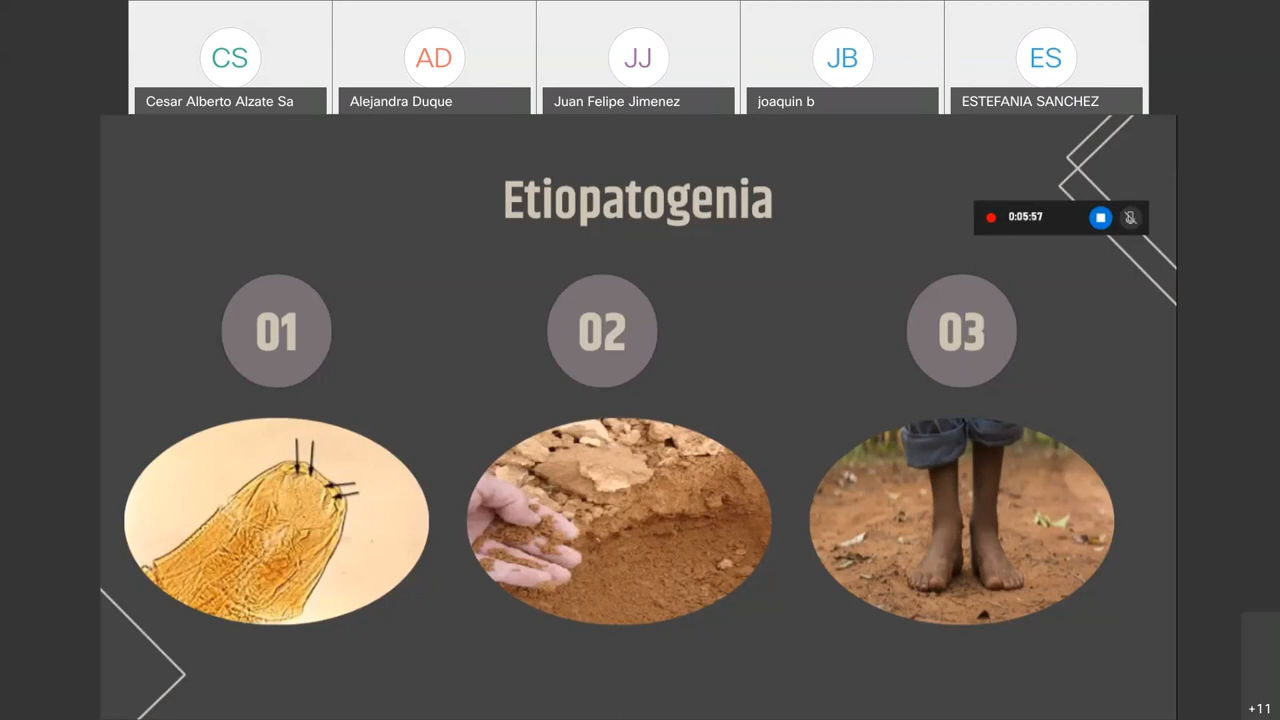 CS
AD
JJ
JB
ES
Cesar Alberto Alzate Sa
Alejandra Duque
Juan Felipe Jimenez
joaquin b
ESTEFANIA SANCHEZ
Etiopatogenia
0:05:57
01
02
03
+11